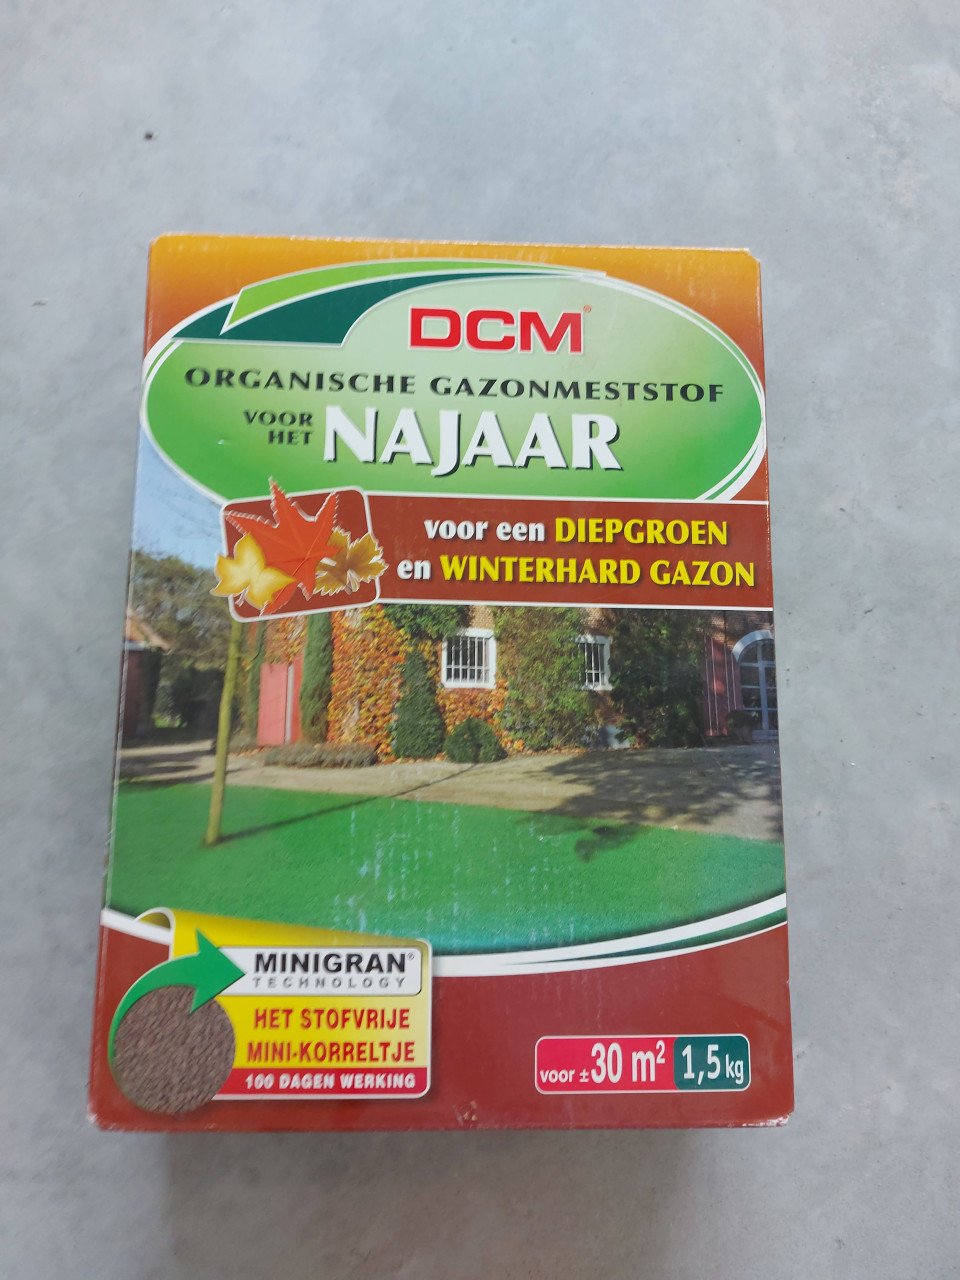 DCM®
ORGANISCHE GAZONMESTSTOF
VOOR HET NAJAAR
voor een DIEPGROEN
en WINTERHARD GAZON
MINIGRAN®
TECHNOLOGY
HET STOFVRIJE
MINI-KORRELTJE
100 DAGEN WERKING
voor ± 30 m² 1,5 kg